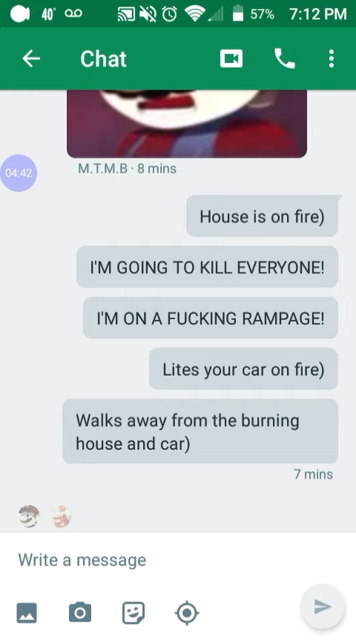 40°
57%
7:12 PM
Chat
04:42
M.T.M.B · 8 mins
House is on fire)
I'M GOING TO KILL EVERYONE!
I'M ON A FUCKING RAMPAGE!
Lites your car on fire)
Walks away from the burning
house and car)
7 mins
Write a message